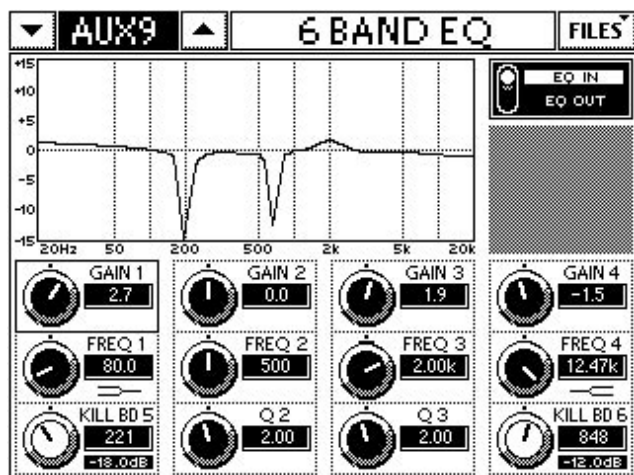 AUX9 6 BAND EQ FILES
+15
+10
+5
0
-5
-10
-15
20Hz 50 200 500 2k 5k 20k
EQ IN
EQ OUT
GAIN 1 GAIN 2 GAIN 3 GAIN 4
2.7 0.0 1.9 -1.5
FREQ 1 FREQ 2 FREQ 3 FREQ 4
80.0 500 2.00k 12.47k
KILL BD 5 Q 2 Q 3 KILL BD 6
221 2.00 2.00 848
-18.0dB -12.0dB